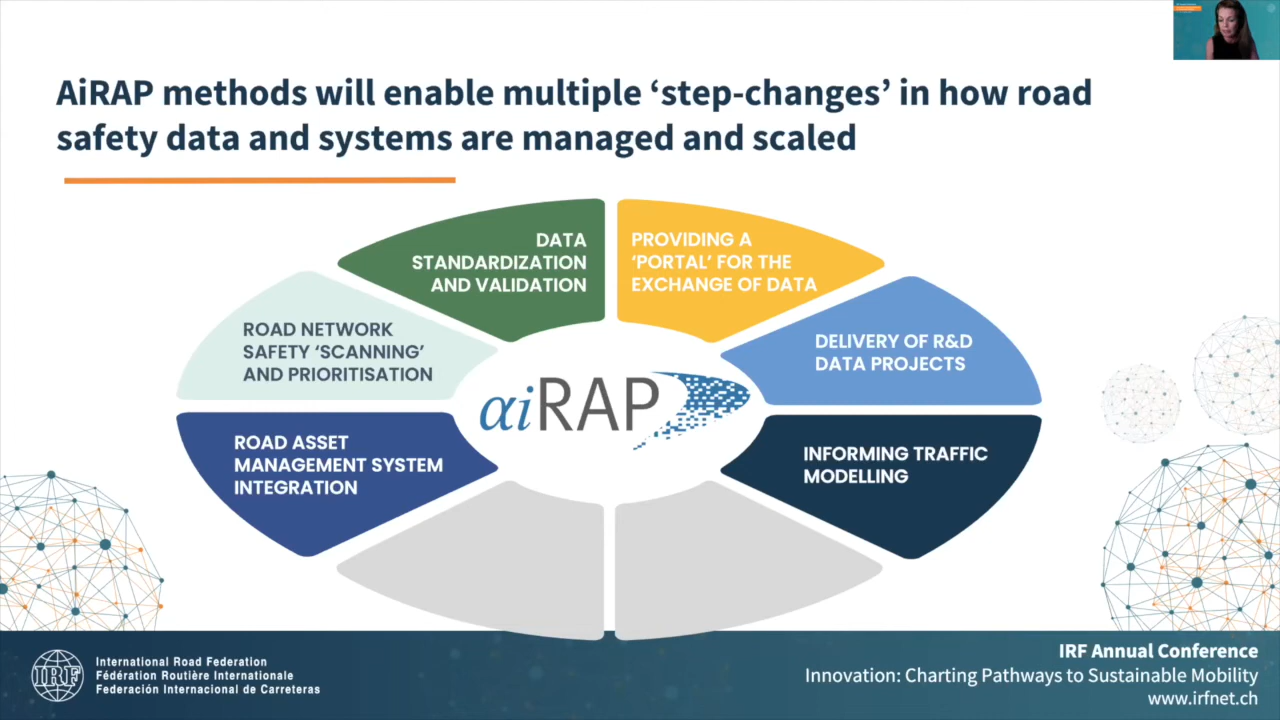 AiRAP methods will enable multiple ‘step-changes’ in how road
safety data and systems are managed and scaled
DATA
STANDARDIZATION
AND VALIDATION
PROVIDING A
‘PORTAL’ FOR THE
EXCHANGE OF DATA
ROAD NETWORK
SAFETY ‘SCANNING’
AND PRIORITISATION
DELIVERY OF R&D
DATA PROJECTS
αiRAP
ROAD ASSET
MANAGEMENT SYSTEM
INTEGRATION
INFORMING TRAFFIC
MODELLING
IRF
International Road Federation
Fédération Routière Internationale
Federación Internacional de Carreteras
IRF Annual Conference
Innovation: Charting Pathways to Sustainable Mobility
www.irfnet.ch